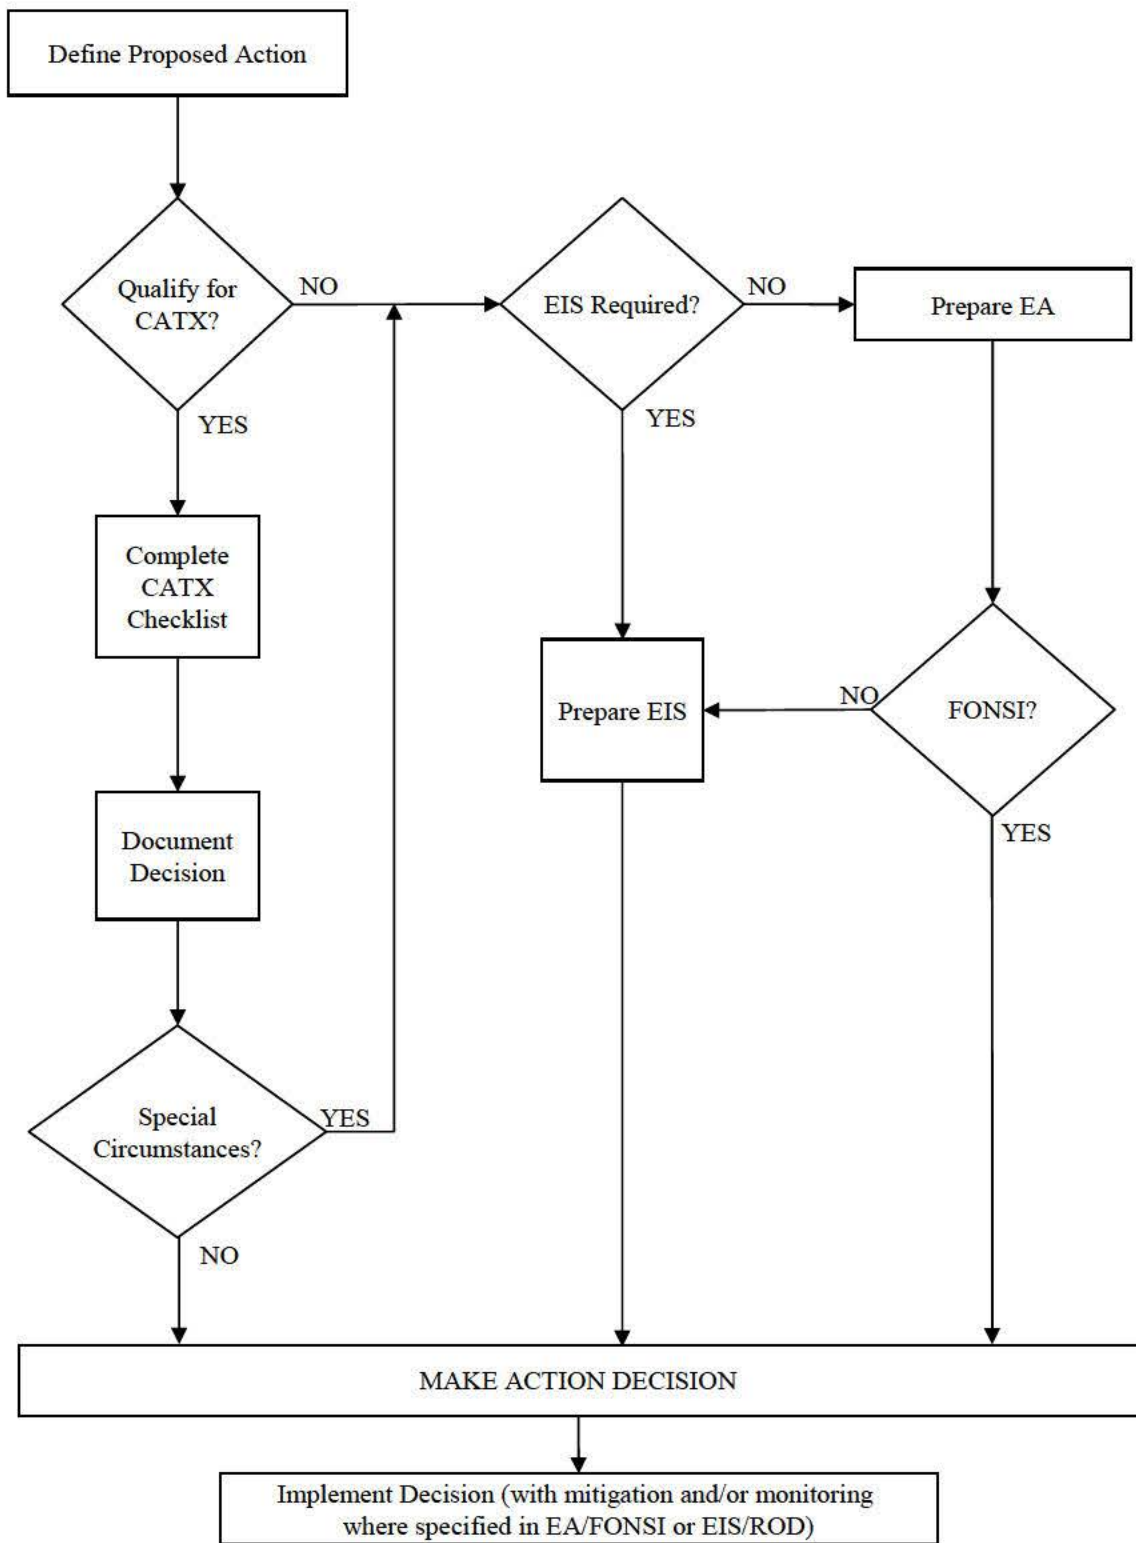 Define Proposed Action
Qualify for
CATX?
NO
YES
EIS Required?
NO
YES
Prepare EA
Complete
CATX
Checklist
Prepare EIS
NO
FONSI?
YES
Document
Decision
Special
Circumstances?
YES
NO
MAKE ACTION DECISION
Implement Decision (with mitigation and/or monitoring
where specified in EA/FONSI or EIS/ROD)